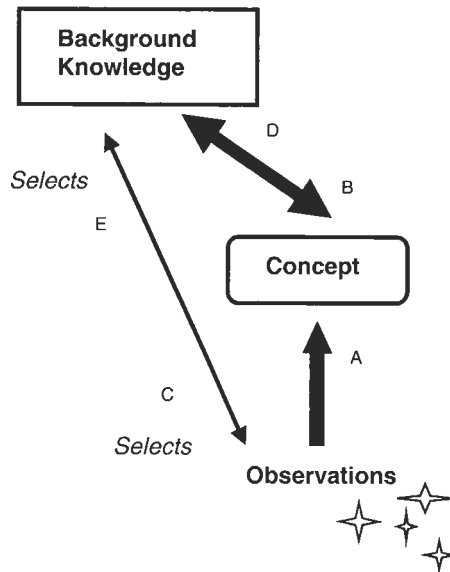 Background
Knowledge
D
Selects
B
E
Concept
A
C
Selects
Observations